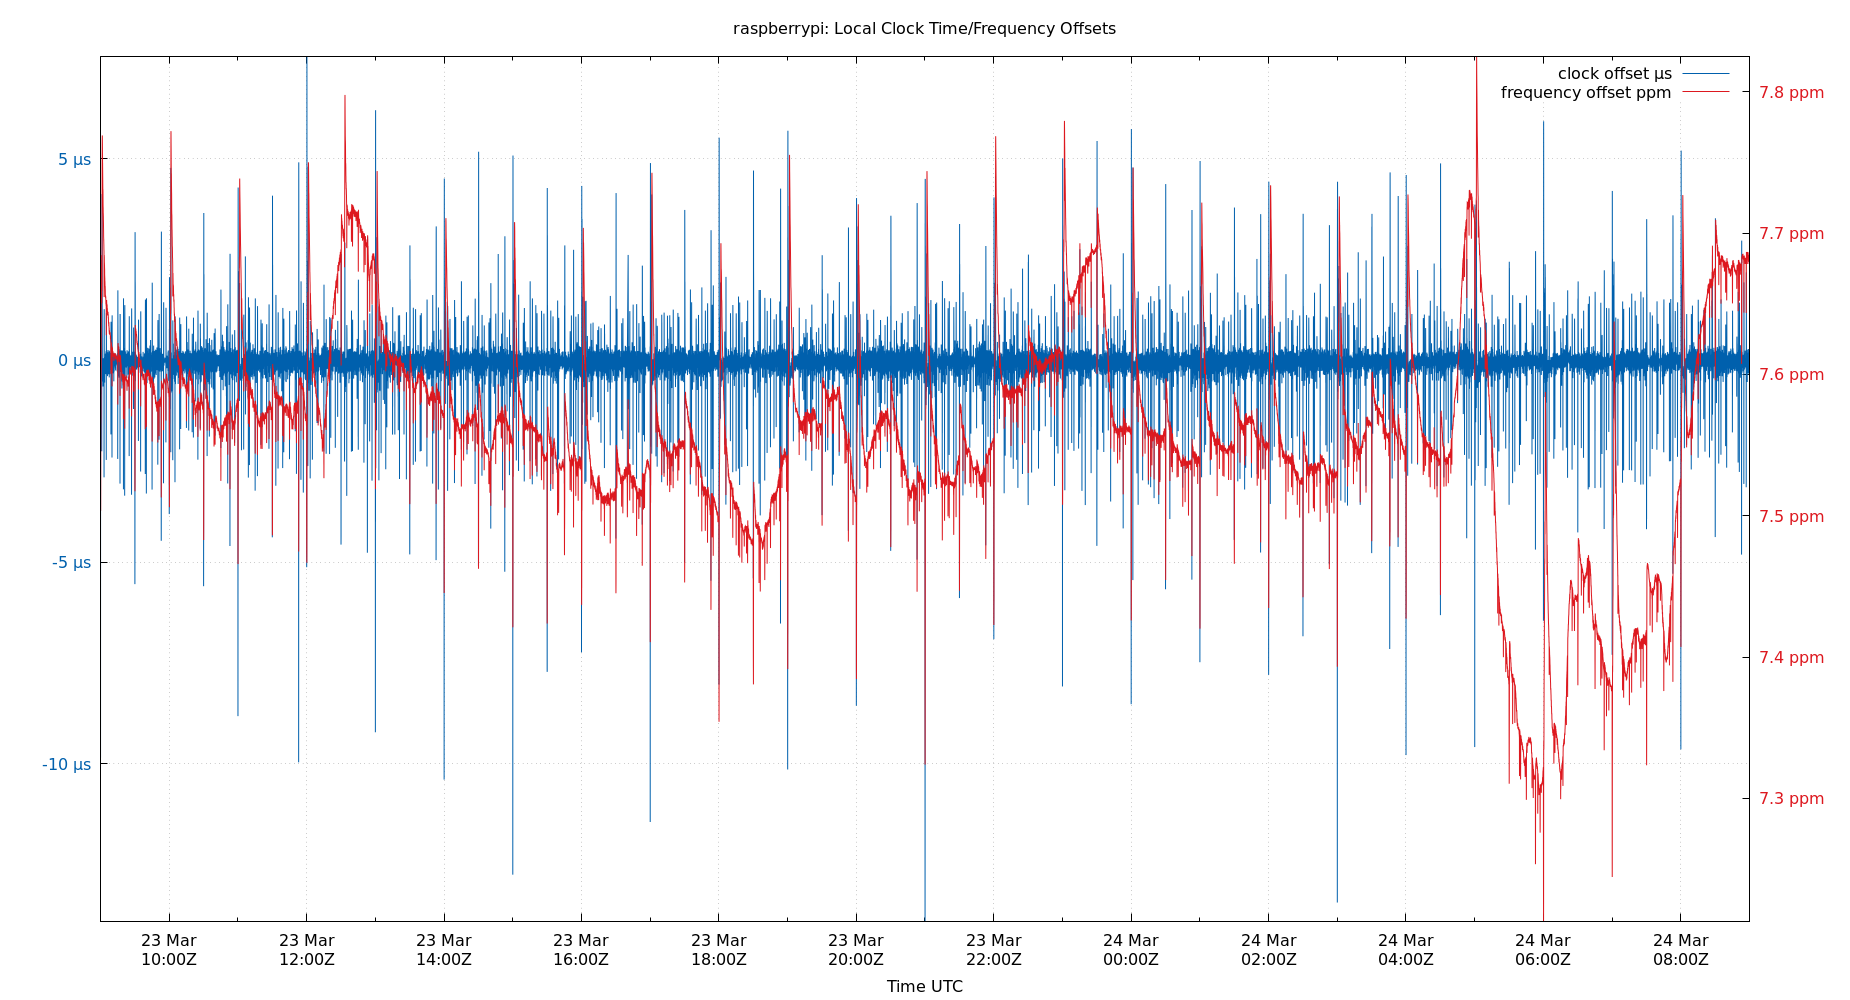 raspberrypi: Local Clock Time/Frequency Offsets
clock offset µs
frequency offset ppm
5 µs
0 µs
-5 µs
-10 µs
7.8 ppm
7.7 ppm
7.6 ppm
7.5 ppm
7.4 ppm
7.3 ppm
23 Mar 23 Mar 23 Mar 23 Mar 23 Mar 23 Mar 23 Mar 24 Mar 24 Mar 24 Mar 24 Mar 24 Mar
10:00Z 12:00Z 14:00Z 16:00Z 18:00Z 20:00Z 22:00Z 00:00Z 02:00Z 04:00Z 06:00Z 08:00Z
Time UTC